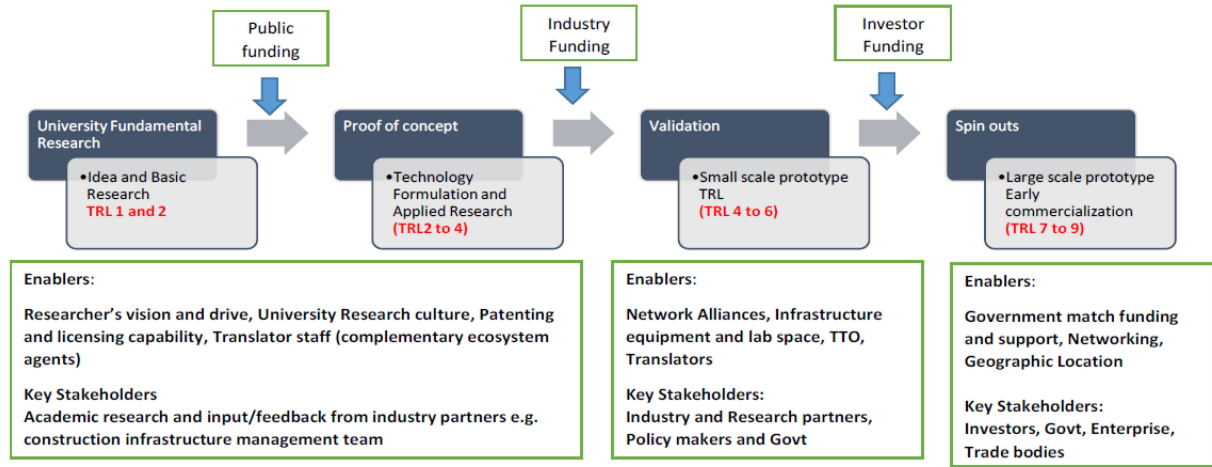 Public
funding
Industry
Funding
Investor
Funding
University Fundamental
Research
•Idea and Basic
Research
TRL 1 and 2
Proof of concept
•Technology
Formulation and
Applied Research
(TRL2 to 4)
Validation
•Small scale prototype
TRL
(TRL 4 to 6)
Spin outs
•Large scale prototype
Early
commercialization
(TRL 7 to 9)
Enablers:
Researcher's vision and drive, University Research culture, Patenting
and licensing capability, Translator staff (complementary ecosystem
agents)
Key Stakeholders
Academic research and input/feedback from industry partners e.g.
construction infrastructure management team
Enablers:
Network Alliances, Infrastructure
equipment and lab space, TTO,
Translators
Key Stakeholders:
Industry and Research partners,
Policy makers and Govt
Enablers:
Government match funding
and support, Networking,
Geographic Location
Key Stakeholders:
Investors, Govt, Enterprise,
Trade bodies